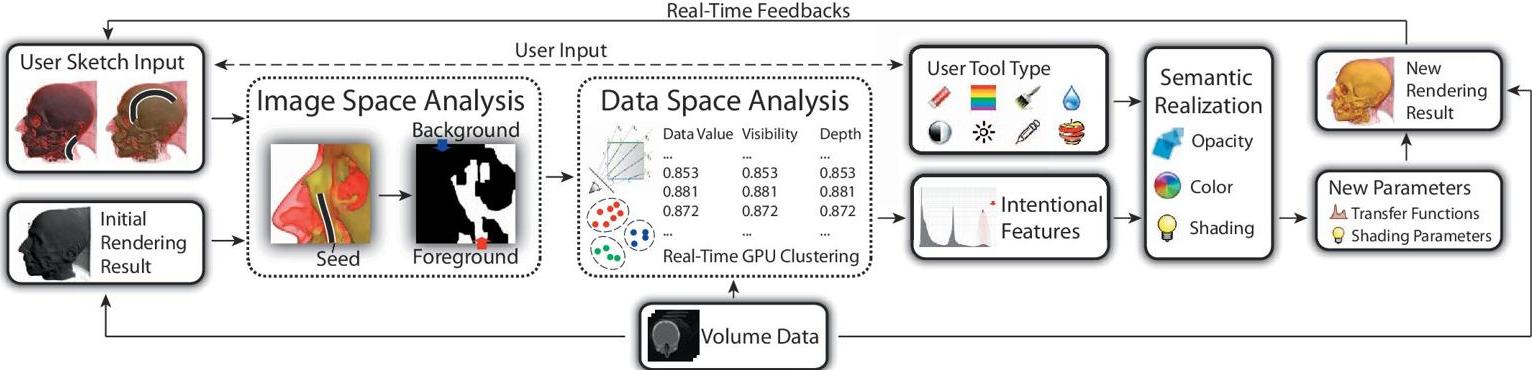 Real-Time Feedbacks
User Sketch Input
User Input
Initial
Rendering
Result
Image Space Analysis
Background
Seed
Foreground
Data Space Analysis
Data Value Visibility Depth
... ... ...
0.853 0.853 0.853
0.881 0.881 0.881
0.872 0.872 0.872
... ... ...
Real-Time GPU Clustering
Volume Data
User Tool Type
Intentional
Features
Semantic
Realization
Opacity
Color
Shading
New
Rendering
Result
New Parameters
Transfer Functions
Shading Parameters